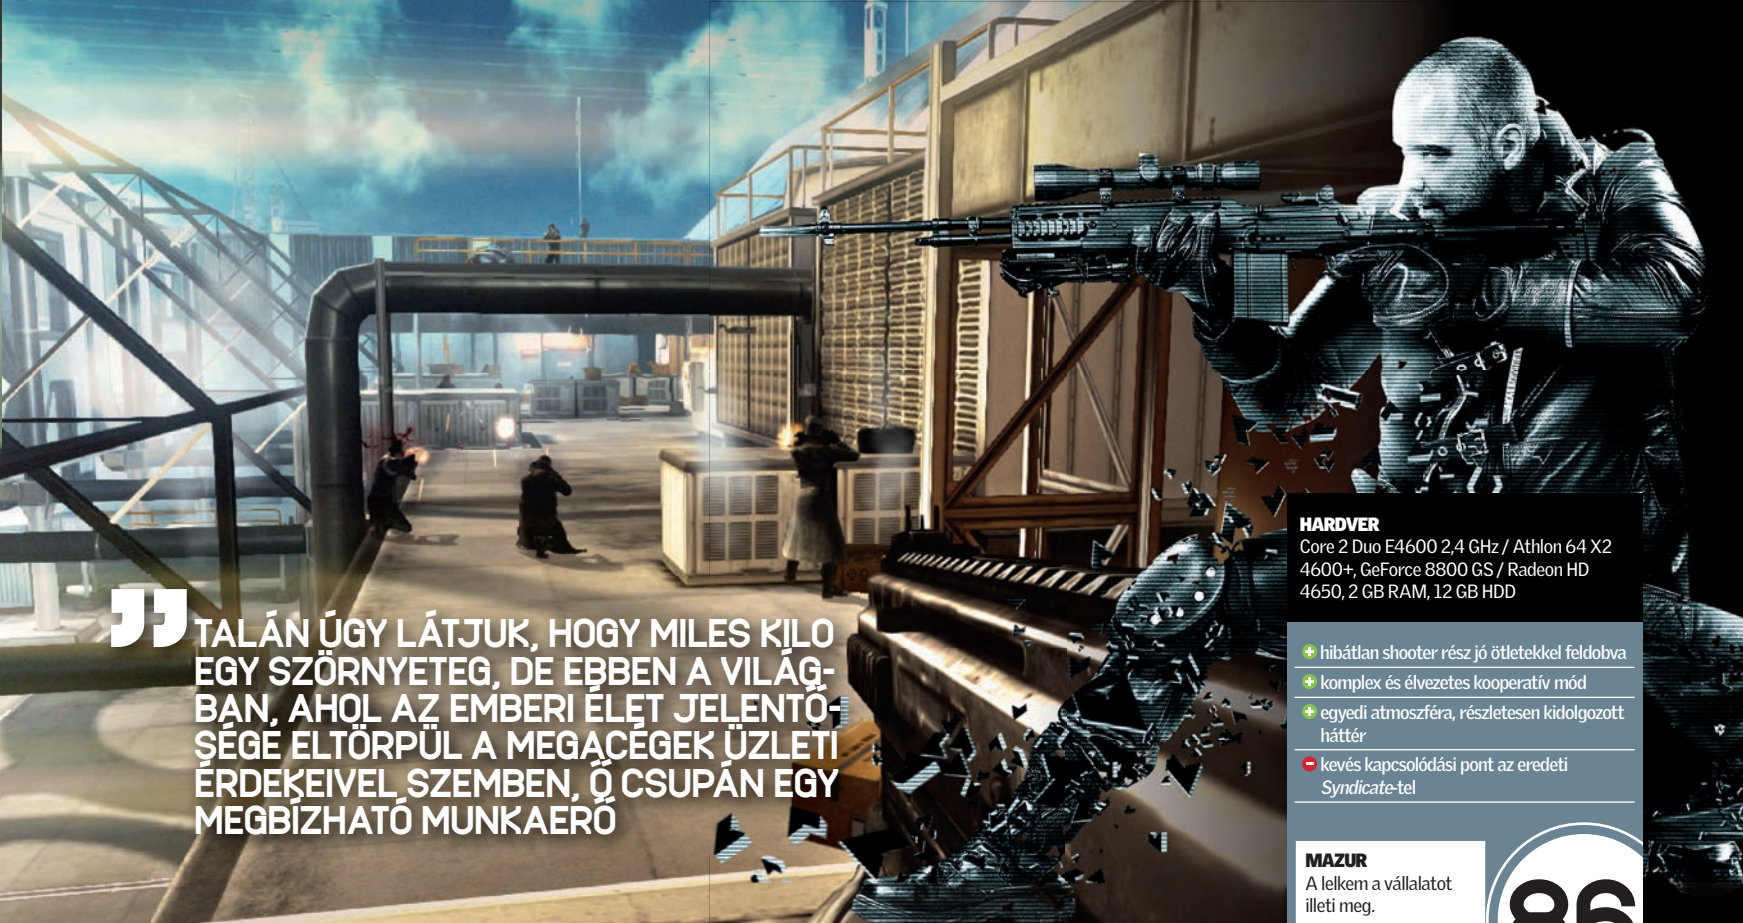 ”
TALÁN ÚGY LÁTJUK, HOGY MILES KILO
EGY SZÖRNYETEG, DE EBBEN A VILÁG-
BAN, AHOL AZ EMBERI ÉLET JELENTŐ-
SÉGE ELTÖRPÜL A MEGACÉGEK ÜZLETI
ÉRDEKEIVEL SZEMBEN, Ő CSUPÁN EGY
MEGBÍZHATÓ MUNKAERŐ
HARDVER
Core 2 Duo E4600 2,4 GHz / Athlon 64 X2
4600+, GeForce 8800 GS / Radeon HD
4650, 2 GB RAM, 12 GB HDD
hibátlan shooter rész jó ötletekkel feldobva
komplex és élvezetes kooperatív mód
egyedi atmoszféra, részletesen kidolgozott
háttér
kevés kapcsolódási pont az eredeti
Syndicate-tel
MAZUR
A lelkem a vállalatot
illeti meg.
86